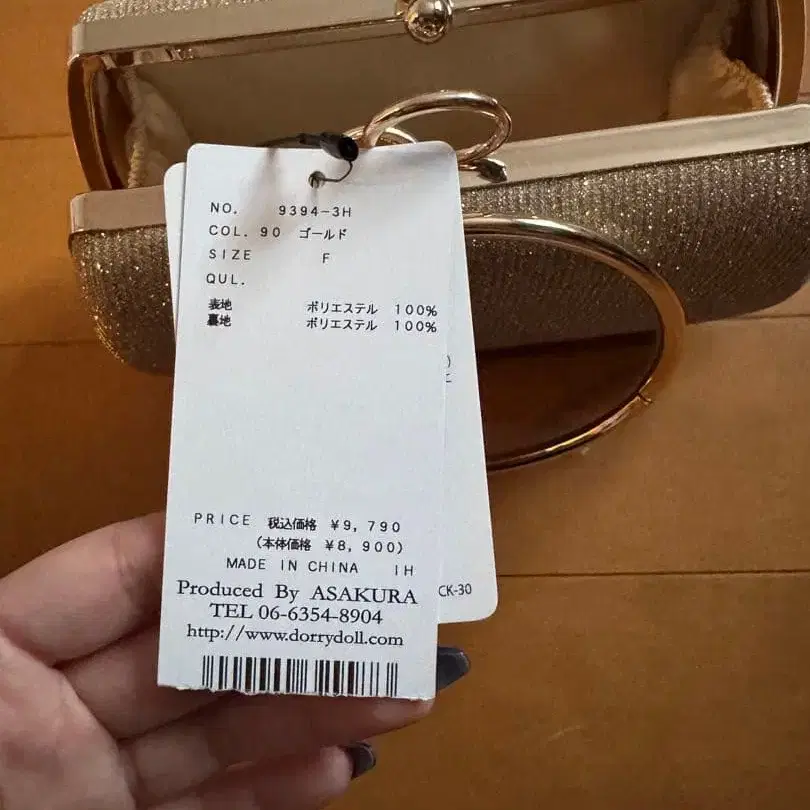 NO. 9394-3H
COL. 90 ゴールド
SIZE F
QUL.
表地 ポリエステル 100%
裏地 ポリエステル 100%
PRICE 税込価格 ¥9,790
(本体価格 ¥8,900)
MADE IN CHINA IH
Produced By ASAKURA
TEL 06-6354-8904
http://www.dorrydoll.com
CK-30